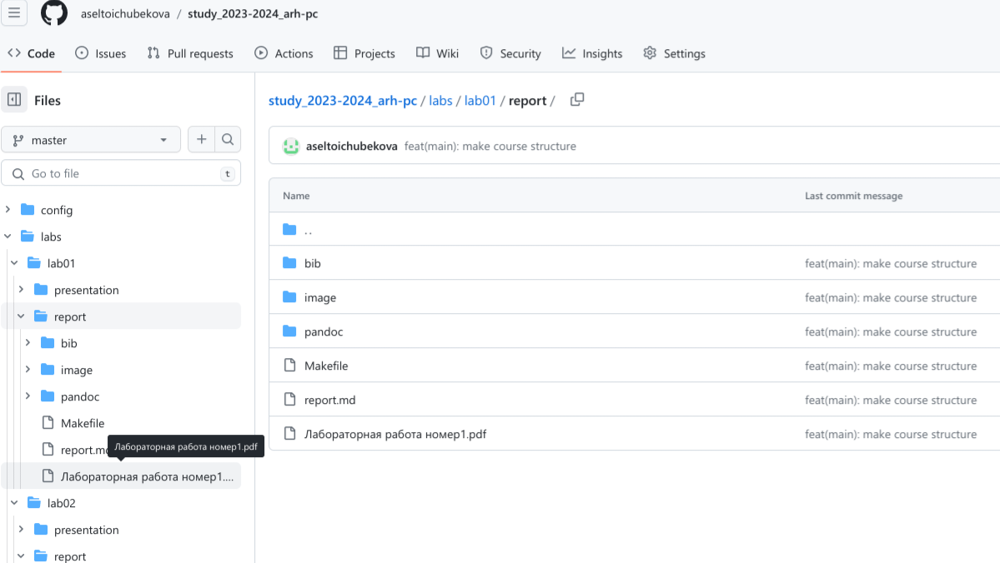 aseltoichubekova / study_2023-2024_arh-pc
Code Issues Pull requests Actions Projects Wiki Security Insights Settings
Files
master
Go to file t
config
labs
lab01
presentation
report
bib
image
pandoc
Makefile
report.md
Лабораторная работа номер1.pdf
Лабораторная работа номер1....
lab02
presentation
report
study_2023-2024_arh-pc / labs / lab01 / report /
aseltoichubekova feat(main): make course structure
Name Last commit message
..
bib feat(main): make course structure
image feat(main): make course structure
pandoc feat(main): make course structure
Makefile feat(main): make course structure
report.md feat(main): make course structure
Лабораторная работа номер1.pdf feat(main): make course structure